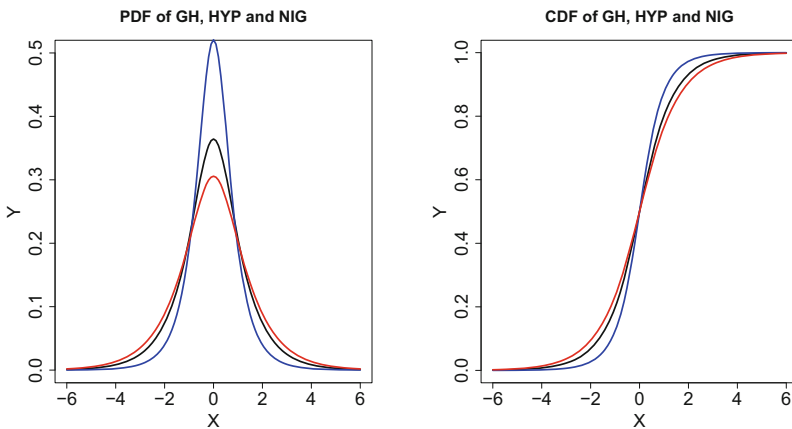 PDF of GH, HYP and NIG
Y
0.5
0.4
0.3
0.2
0.1
0.0
−6 −4 −2 0 2 4 6
X
CDF of GH, HYP and NIG
Y
1.0
0.8
0.6
0.4
0.2
0.0
−6 −4 −2 0 2 4 6
X